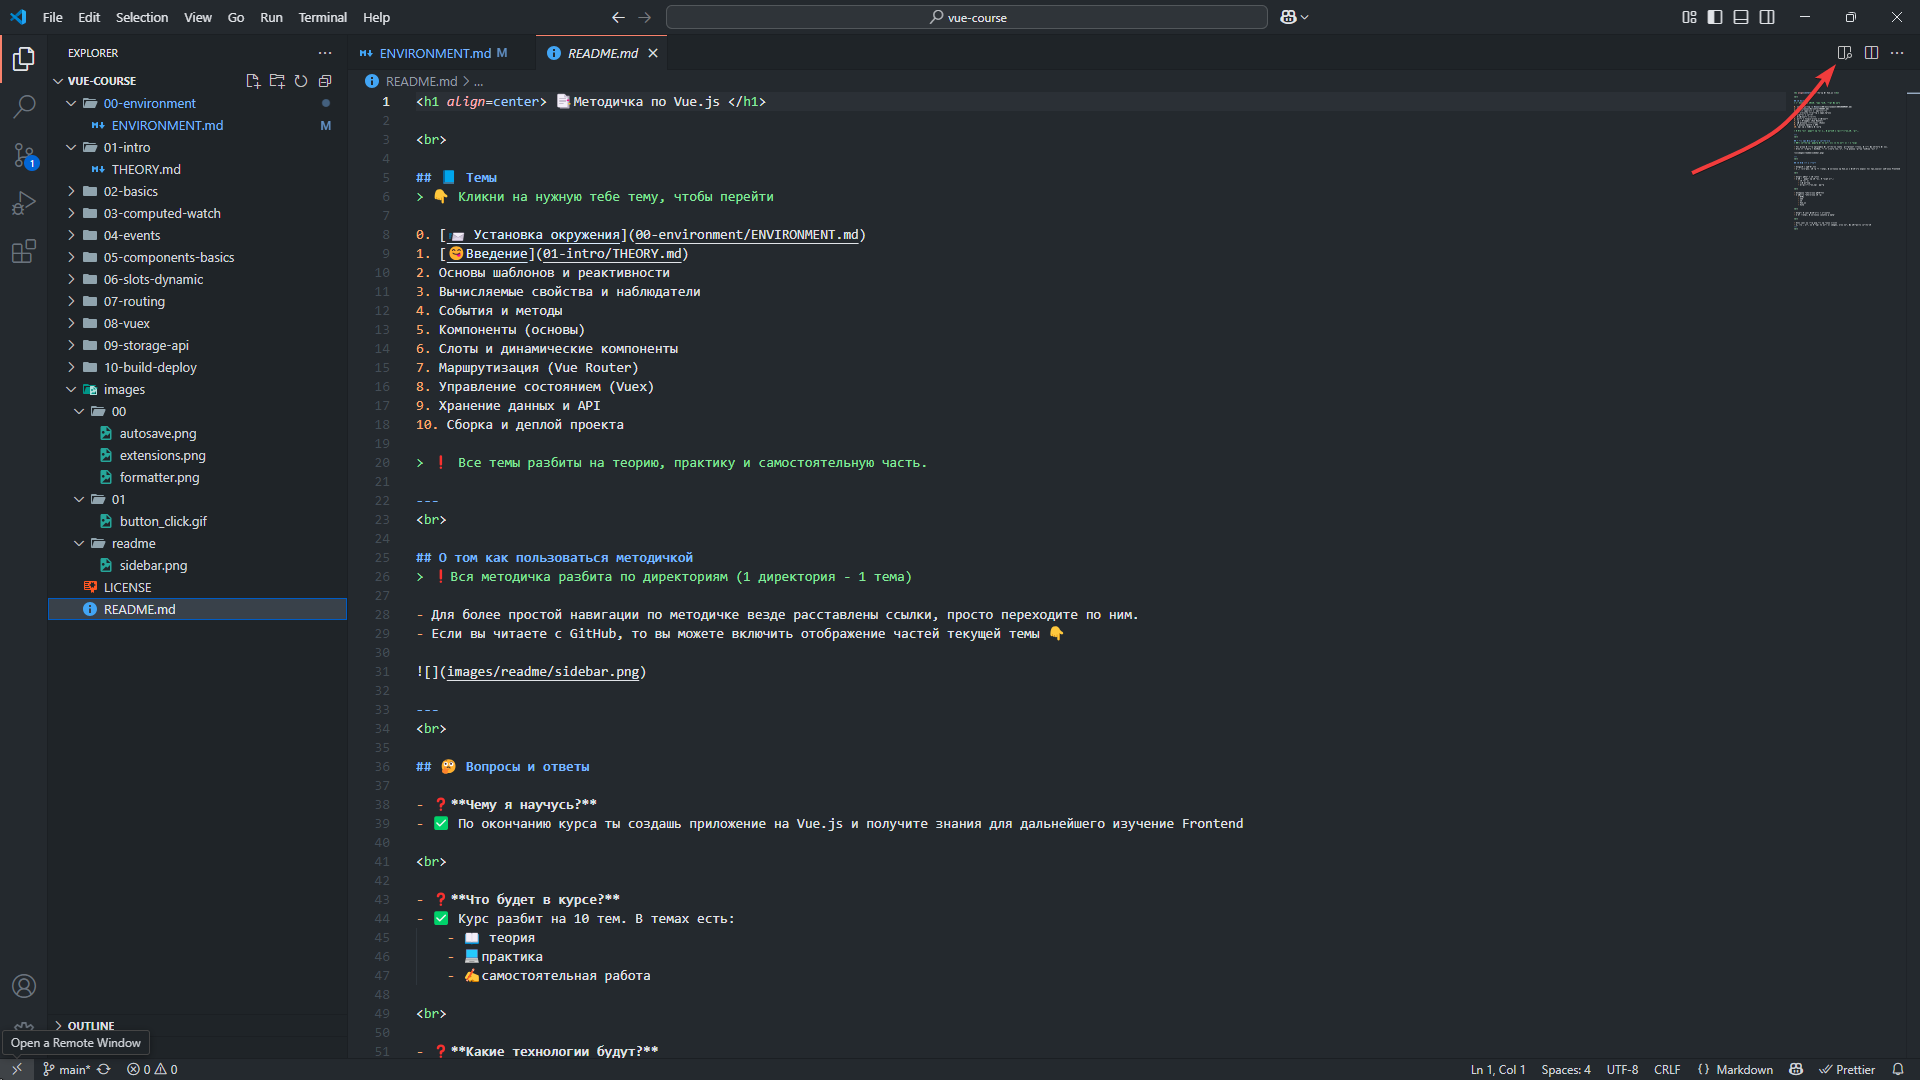 File Edit Selection View Go Run Terminal Help
vue-course
EXPLORER
VUE-COURSE
00-environment
ENVIRONMENT.md M
01-intro
THEORY.md
02-basics
03-computed-watch
04-events
05-components-basics
06-slots-dynamic
07-routing
08-vuex
09-storage-api
10-build-deploy
images
00
autosave.png
extensions.png
formatter.png
01
button_click.gif
readme
sidebar.png
LICENSE
README.md
OUTLINE
Open a Remote Window
1
ENVIRONMENT.md M
README.md
README.md > ...
1 <h1 align=center> 📑Методичка по Vue.js </h1>
2
3 <br>
4
5 ## 📘 Темы
6 > 👇 Кликни на нужную тебе тему, чтобы перейти
7
8 0. [📨 Установка окружения](00-environment/ENVIRONMENT.md)
9 1. [😋Введение](01-intro/THEORY.md)
10 2. Основы шаблонов и реактивности
11 3. Вычисляемые свойства и наблюдатели
12 4. События и методы
13 5. Компоненты (основы)
14 6. Слоты и динамические компоненты
15 7. Маршрутизация (Vue Router)
16 8. Управление состоянием (Vuex)
17 9. Хранение данных и API
18 10. Сборка и деплой проекта
19
20 > ❗ Все темы разбиты на теорию, практику и самостоятельную часть.
21
22 ---
23 <br>
24
25 ## О том как пользоваться методичкой
26 > ❗Вся методичка разбита по директориям (1 директория - 1 тема)
27
28 - Для более простой навигации по методичке везде расставлены ссылки, просто переходите по ним.
29 - Если вы читаете с GitHub, то вы можете включить отображение частей текущей темы 👇
30
31 ![](images/readme/sidebar.png)
32
33 ---
34 <br>
35
36 ## 🤔 Вопросы и ответы
37
38 - ❓**Чему я научусь?**
39 - ✅ По окончанию курса ты создашь приложение на Vue.js и получите знания для дальнейшего изучение Frontend
40
41 <br>
42
43 - ❓**Что будет в курсе?**
44 - ✅ Курс разбит на 10 тем. В темах есть:
45 - 📖 теория
46 - 💻практика
47 - ✍️самостоятельная работа
48
49 <br>
50
51 - ❓**Какие технологии будут?**
main* 0 0
Ln 1, Col 1 Spaces: 4 UTF-8 CRLF {} Markdown Prettier